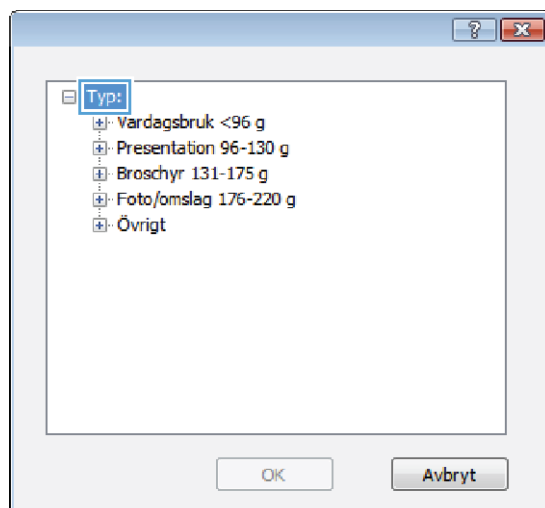 Typ:
Vardagsbruk <96 g
Presentation 96-130 g
Broschyr 131-175 g
Foto/omslag 176-220 g
Övrigt
OK
Avbryt